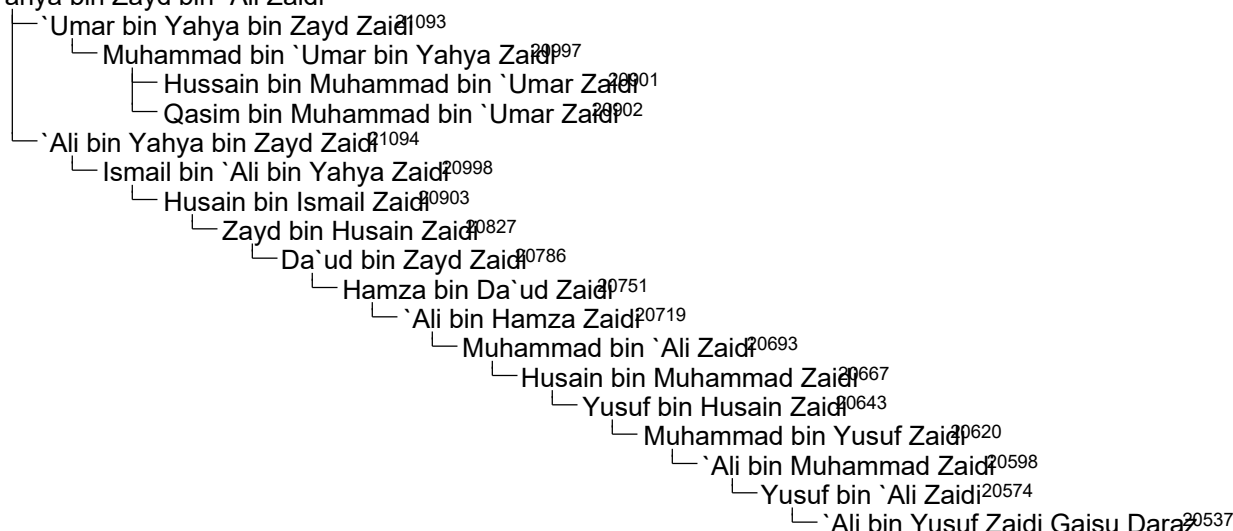 bin Zayd bin `Ali Zaidi
`Umar bin Yahya bin Zayd Zaidi21093
Muhammad bin `Umar bin Yahya Zaidi20997
Hussain bin Muhammad bin `Umar Zaidi20901
Qasim bin Muhammad bin `Umar Zaidi20902
`Ali bin Yahya bin Zayd Zaidi21094
Ismail bin `Ali bin Yahya Zaidi20998
Husain bin Ismail Zaidi20903
Zayd bin Husain Zaidi20827
Da`ud bin Zayd Zaidi20786
Hamza bin Da`ud Zaidi20751
`Ali bin Hamza Zaidi20719
Muhammad bin `Ali Zaidi20693
Husain bin Muhammad Zaidi20667
Yusuf bin Husain Zaidi20643
Muhammad bin Yusuf Zaidi20620
`Ali bin Muhammad Zaidi20598
Yusuf bin `Ali Zaidi20574
`Ali bin Yusuf Zaidi Gaisu Daraz20537